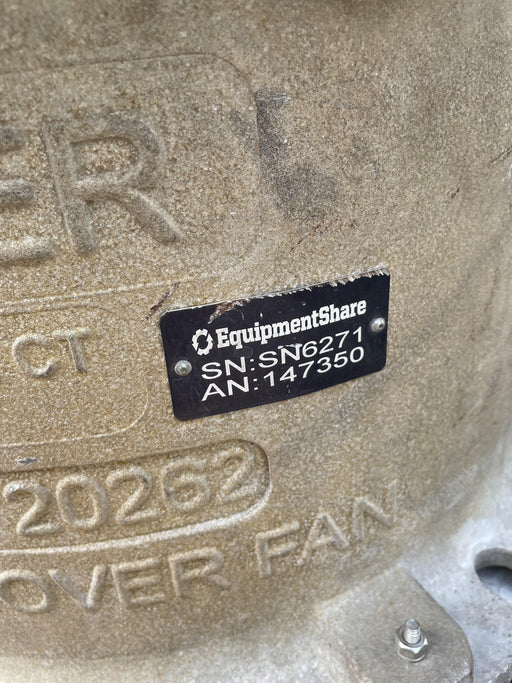 ER
EquipmentShare
SN:SN6271
AN:147350
CT
20262
OVER FAN